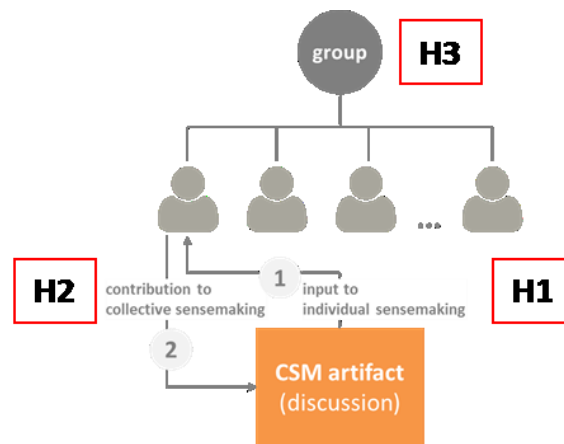 group
H3
...
H2
contribution to
collective sensemaking
1
input to
individual sensemaking
H1
2
CSM artifact
(discussion)